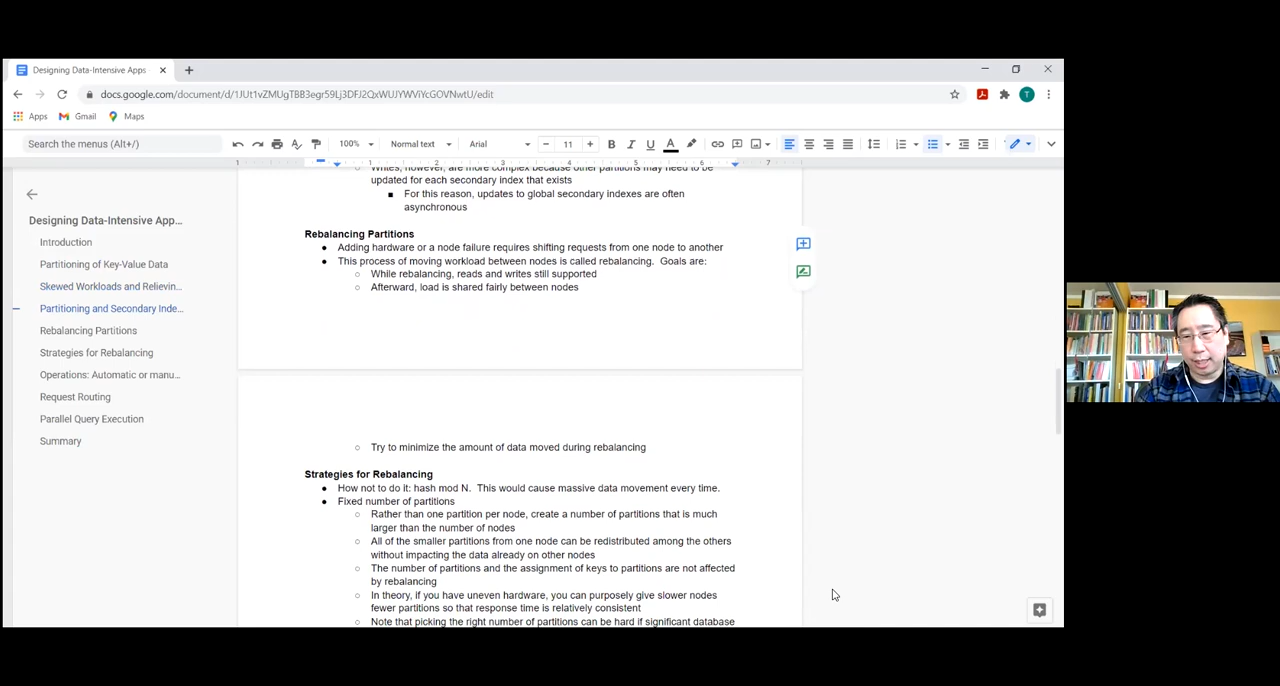 Designing Data-Intensive Apps
docs.google.com/document/d/1JUt1vZMUgTBB3egr59Lj3DFJ2QxWUJYWViYcGOVNwtU/edit
T
Apps Gmail Maps
Search the menus (Alt+/)
100% Normal text Arial 11 B I U A
1 1 2 3 4 5 6 7
Writes, however, are more complex because other partitions may need to be
updated for each secondary index that exists
For this reason, updates to global secondary indexes are often
asynchronous
Designing Data-Intensive App...
Introduction
Partitioning of Key-Value Data
Skewed Workloads and Relievin...
Partitioning and Secondary Inde...
Rebalancing Partitions
Strategies for Rebalancing
Operations: Automatic or manu...
Request Routing
Parallel Query Execution
Summary
Rebalancing Partitions
● Adding hardware or a node failure requires shifting requests from one node to another
● This process of moving workload between nodes is called rebalancing. Goals are:
○ While rebalancing, reads and writes still supported
○ Afterward, load is shared fairly between nodes
○ Try to minimize the amount of data moved during rebalancing
Strategies for Rebalancing
● How not to do it: hash mod N. This would cause massive data movement every time.
● Fixed number of partitions
○ Rather than one partition per node, create a number of partitions that is much
larger than the number of nodes
○ All of the smaller partitions from one node can be redistributed among the others
without impacting the data already on other nodes
○ The number of partitions and the assignment of keys to partitions are not affected
by rebalancing
○ In theory, if you have uneven hardware, you can purposely give slower nodes
fewer partitions so that response time is relatively consistent
○ Note that picking the right number of partitions can be hard if significant database